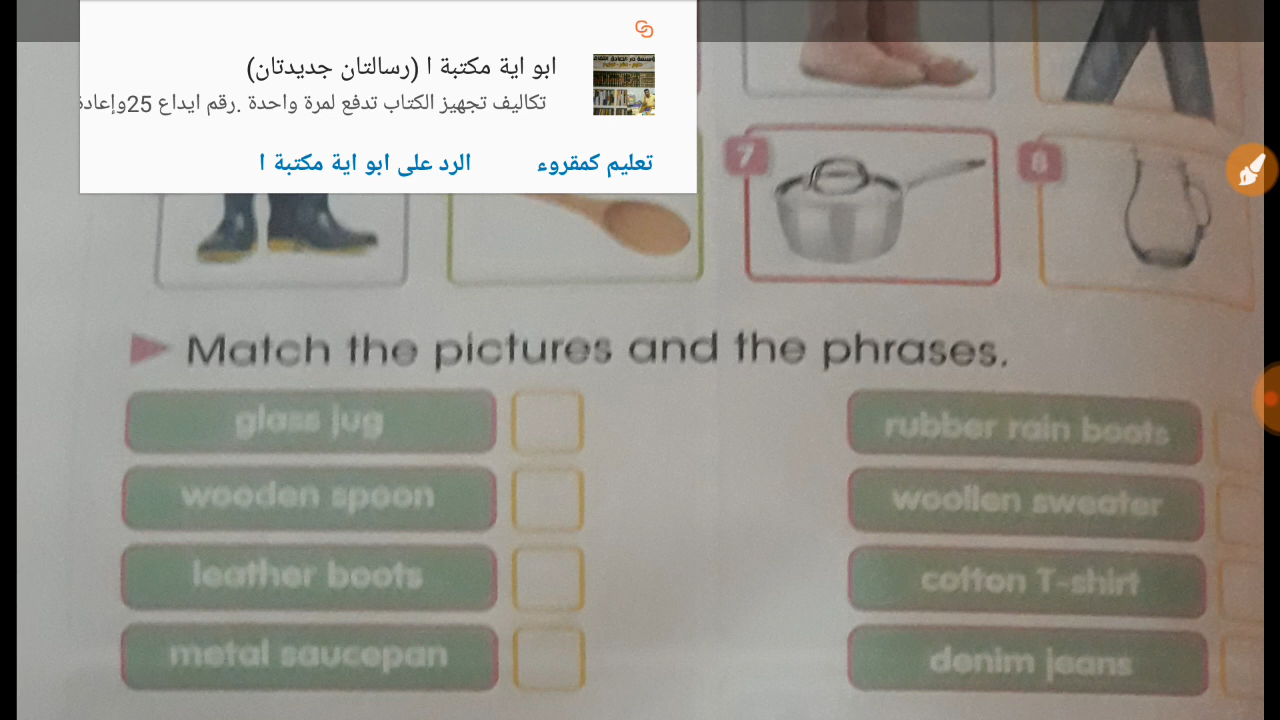 ابو اية مكتبة ا (رسالتان جديدتان)
تكاليف تجهيز الكتاب تدفع لمرة واحدة .رقم ايداع 25وإعادة
تعليم كمقروء
الرد على ابو اية مكتبة ا
7
8
Match the pictures and the phrases.
glass jug
rubber rain boots
wooden spoon
woollen sweater
leather boots
cotton T-shirt
metal saucepan
denim jeans